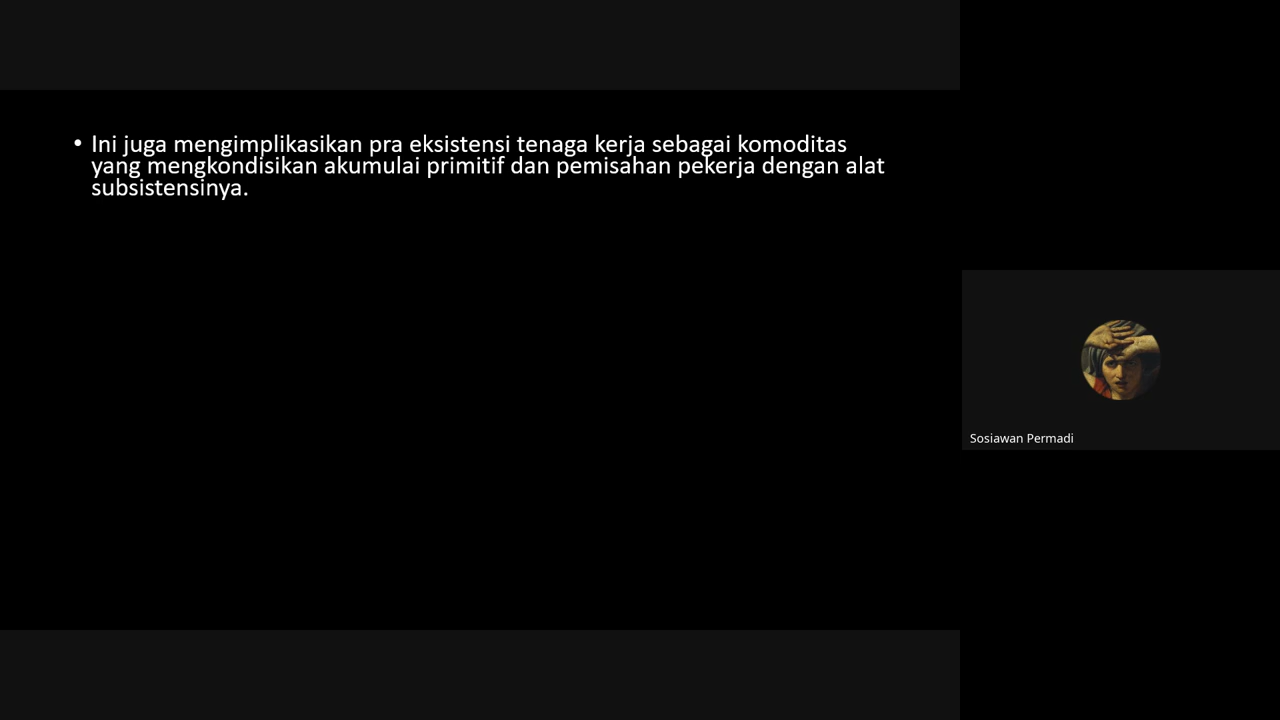 • Ini juga mengimplikasikan pra eksistensi tenaga kerja sebagai komoditas
yang mengkondisikan akumulai primitif dan pemisahan pekerja dengan alat
subsistensinya.
Sosiawan Permadi